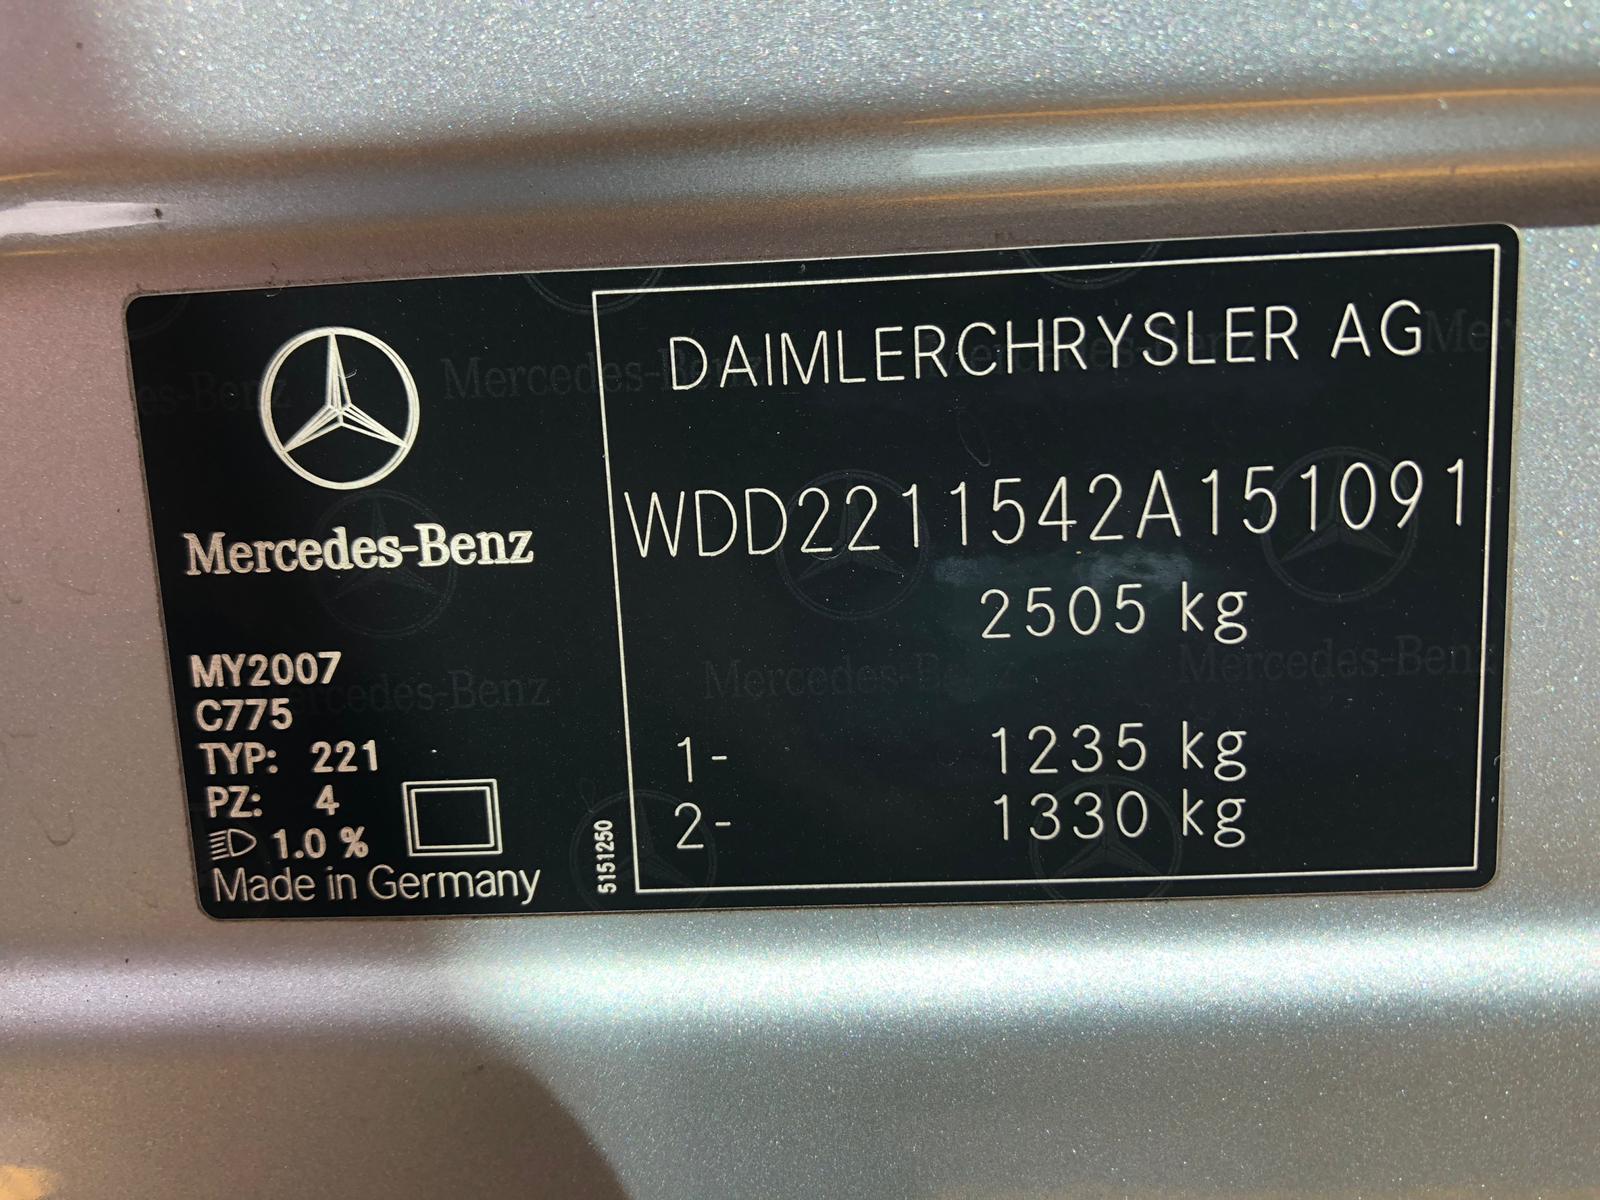 Mercedes-Benz
MY2007
C775
TYP: 221
PZ: 4
1.0 %
Made in Germany
5151250
DAIMLERCHRYSLER AG
WDD2211542A151091
2505 kg
1- 1235 kg
2- 1330 kg